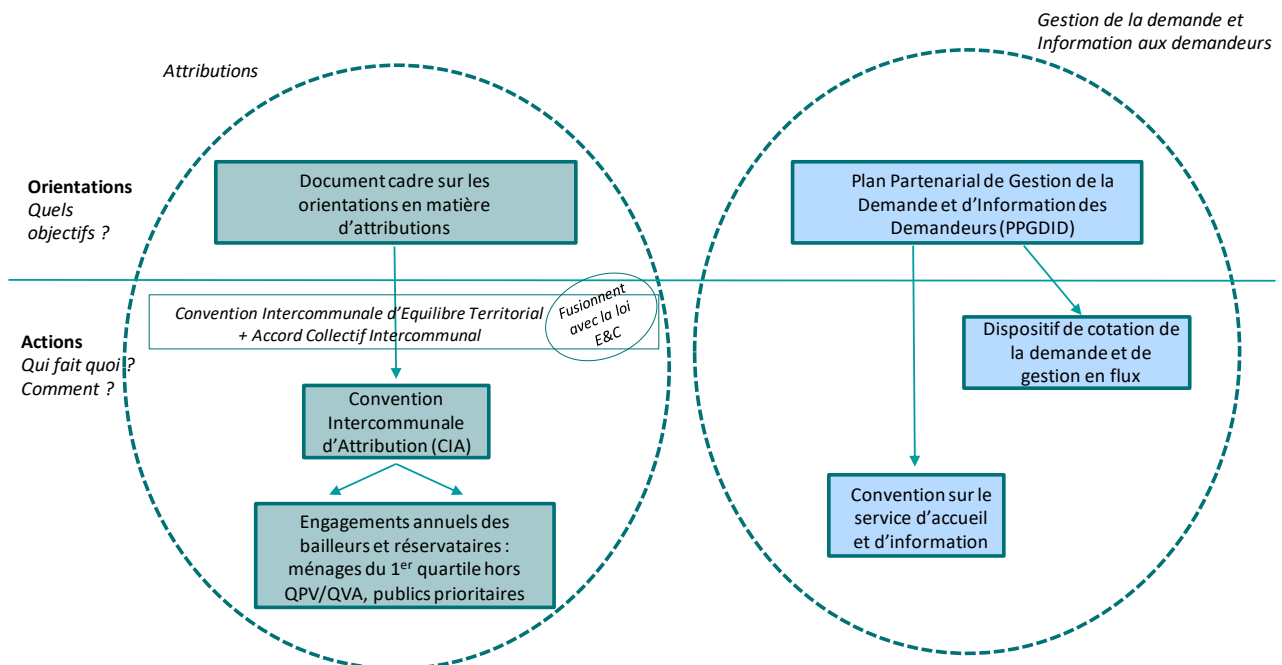 Attributions
Gestion de la demande et
Information aux demandeurs
Orientations
Quels
objectifs ?
Document cadre sur les
orientations en matière
d'attributions
Plan Partenarial de Gestion de la
Demande et d'Information des
Demandeurs (PPGDID)
Actions
Qui fait quoi ?
Comment ?
Convention Intercommunale d'Equilibre Territorial
+ Accord Collectif Intercommunal
Fusionnent
avec la loi
E&C
Convention
Intercommunale
d'Attribution (CIA)
Engagements annuels des
bailleurs et réservataires :
ménages du 1er quartile hors
QPV/QVA, publics prioritaires
Dispositif de cotation de
la demande et de
gestion en flux
Convention sur le
service d'accueil
et d'information